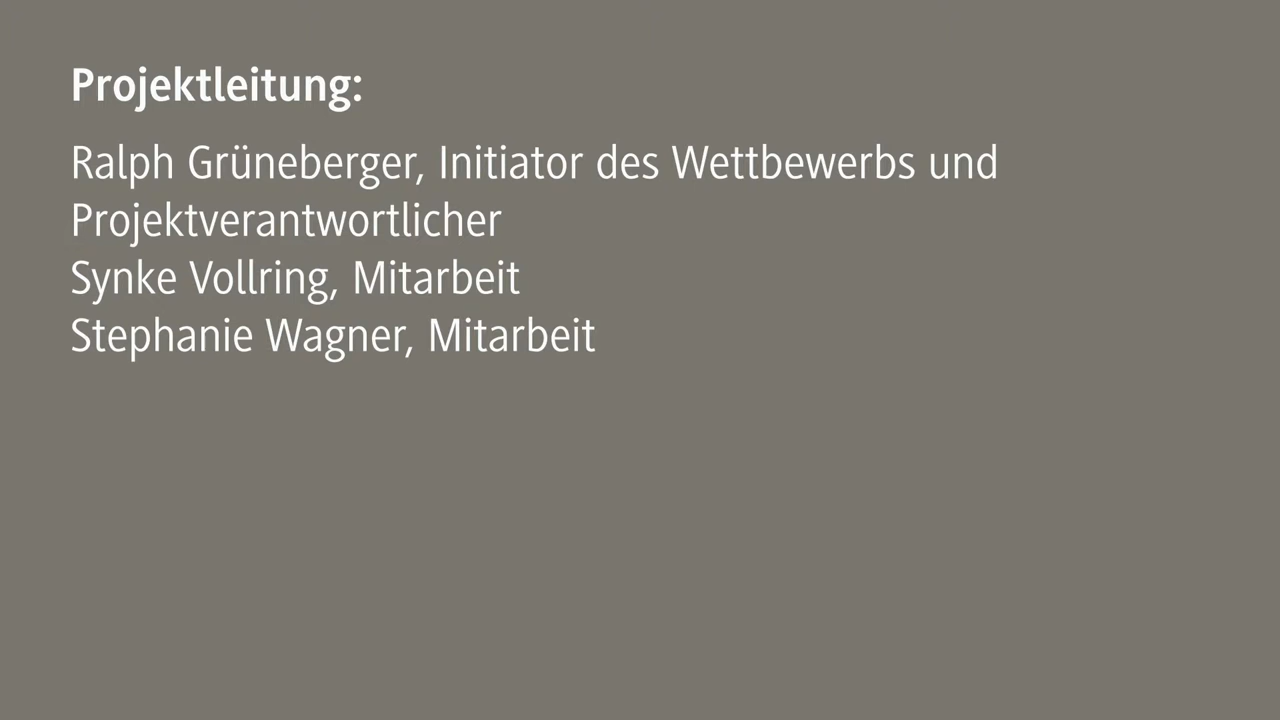 Projektleitung:
Ralph Grüneberger, Initiator des Wettbewerbs und
Projektverantwortlicher
Synke Vollring, Mitarbeit
Stephanie Wagner, Mitarbeit